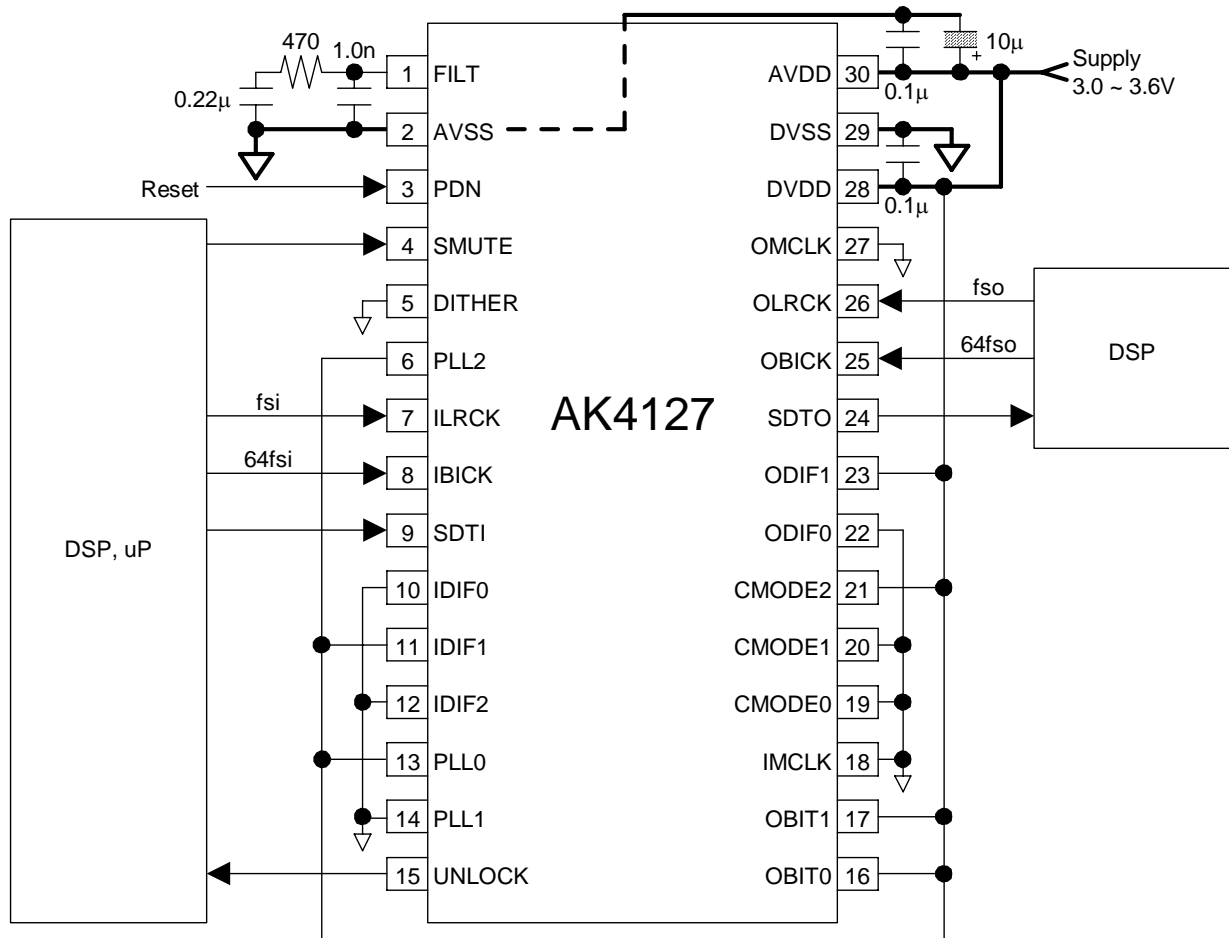 470
1.0n
0.22µ
10µ
+
Supply
3.0 ~ 3.6V
0.1µ
0.1µ
Reset
DSP, uP
fsi
64fsi
AK4127
1 FILT
2 AVSS
3 PDN
4 SMUTE
5 DITHER
6 PLL2
7 ILRCK
8 IBICK
9 SDTI
10 IDIF0
11 IDIF1
12 IDIF2
13 PLL0
14 PLL1
15 UNLOCK
AVDD 30
DVSS 29
DVDD 28
OMCLK 27
OLRCK 26
OBICK 25
SDTO 24
ODIF1 23
ODIF0 22
CMODE2 21
CMODE1 20
CMODE0 19
IMCLK 18
OBIT1 17
OBIT0 16
fso
64fso
DSP